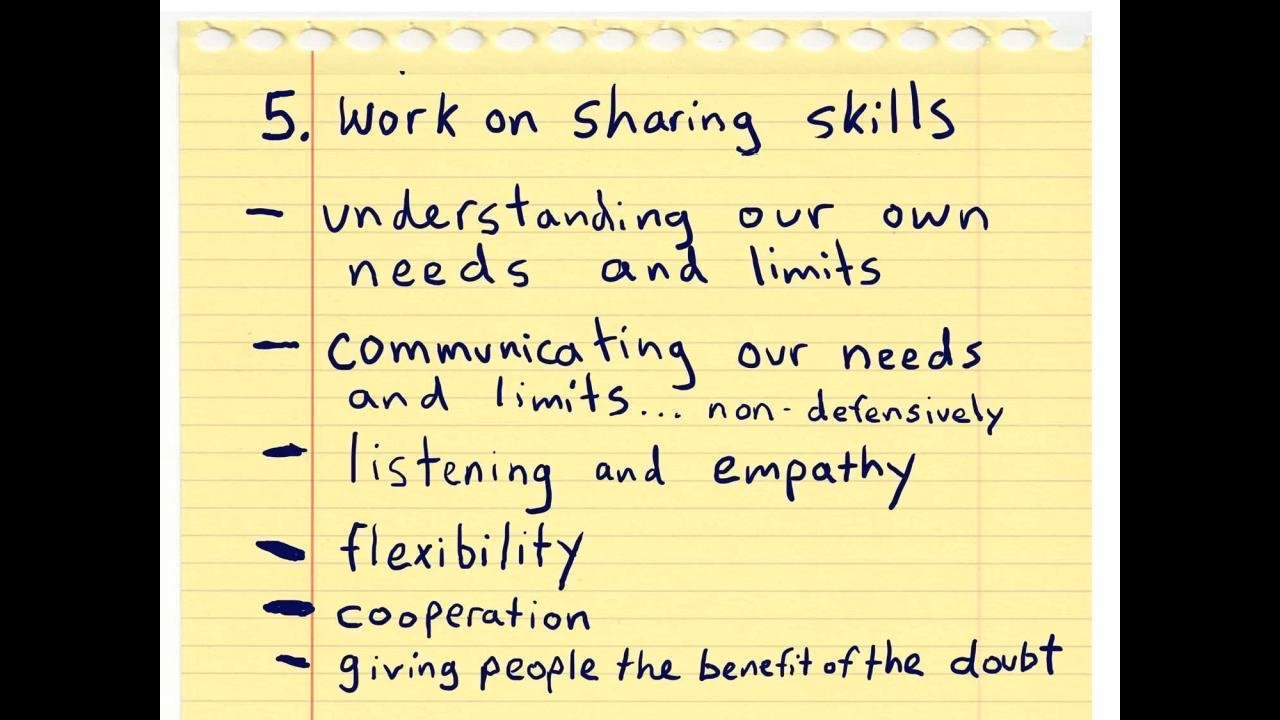 5. Work on sharing skills
- understanding our own
needs and limits
- communicating our needs
and limits... non-defensively
- listening and empathy
- flexibility
- cooperation
- giving people the benefit of the doubt